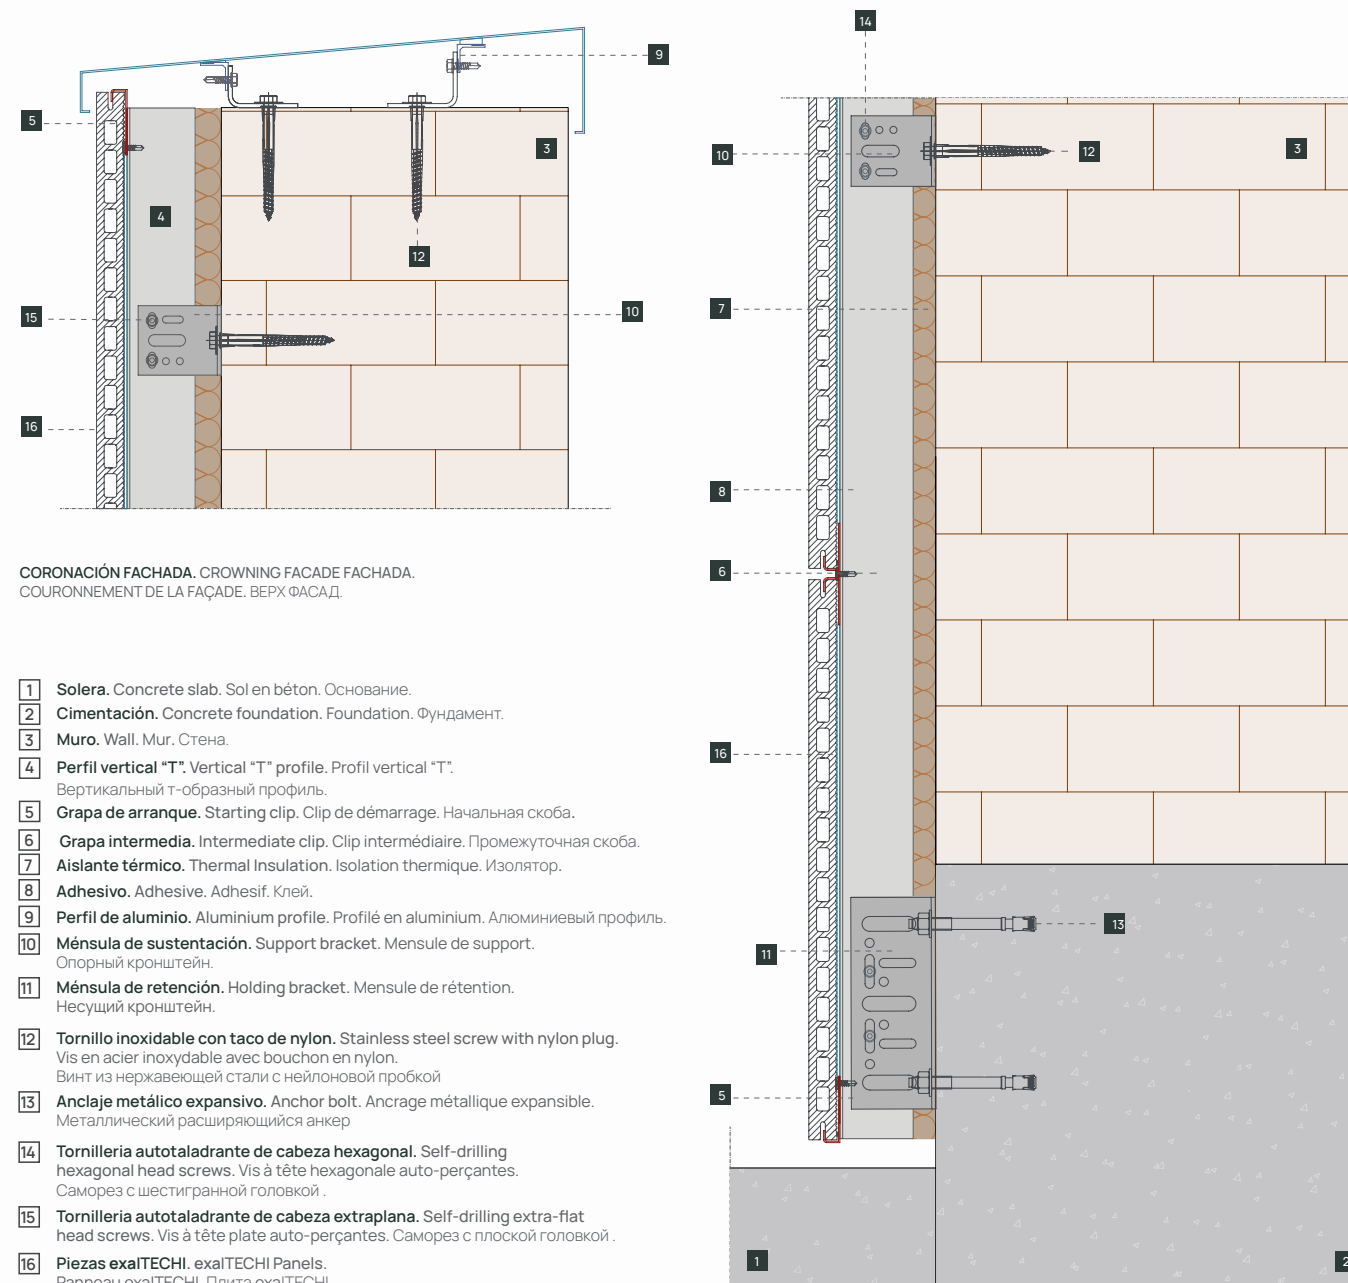 14
9
5
3
4
12
15
10
16
10
12
3
7
8
6
16
13
11
5
1
2
CORONACIÓN FACHADA. CROWNING FACADE FACHADA.
COURONNEMENT DE LA FAÇADE. ВЕРХ ФАСАД.
1 Solera. Concrete slab. Sol en béton. Основание.
2 Cimentación. Concrete foundation. Foundation. Фундамент.
3 Muro. Wall. Mur. Стена.
4 Perfil vertical “T”. Vertical “T” profile. Profil vertical “T”.
Вертикальный т-образный профиль.
5 Grapa de arranque. Starting clip. Clip de démarrage. Начальная скоба.
6 Grapa intermedia. Intermediate clip. Clip intermédiaire. Промежуточная скоба.
7 Aislante térmico. Thermal Insulation. Isolation thermique. Изолятор.
8 Adhesivo. Adhesive. Adhesif. Клей.
9 Perfil de aluminio. Aluminium profile. Profilé en aluminium. Алюминиевый профиль.
10 Ménsula de sustentación. Support bracket. Mensule de support.
Опорный кронштейн.
11 Ménsula de retención. Holding bracket. Mensule de rétention.
Несущий кронштейн.
12 Tornillo inoxidable con taco de nylon. Stainless steel screw with nylon plug.
Vis en acier inoxydable avec bouchon en nylon.
Винт из нержавеющей стали с нейлоновой пробкой
13 Anclaje metálico expansivo. Anchor bolt. Ancrage métallique expansible.
Металлический расширяющийся анкер
14 Tornilleria autotaladrante de cabeza hexagonal. Self-drilling
hexagonal head screws. Vis à tête hexagonale auto-perçantes.
Саморез с шестигранной головкой .
15 Tornilleria autotaladrante de cabeza extraplana. Self-drilling extra-flat
head screws. Vis à tête plate auto-perçantes. Саморез с плоской головкой .
16 Piezas exalTECHI. exalTECHI Panels.
Panneau exalTECHI. Плита exalTECHI